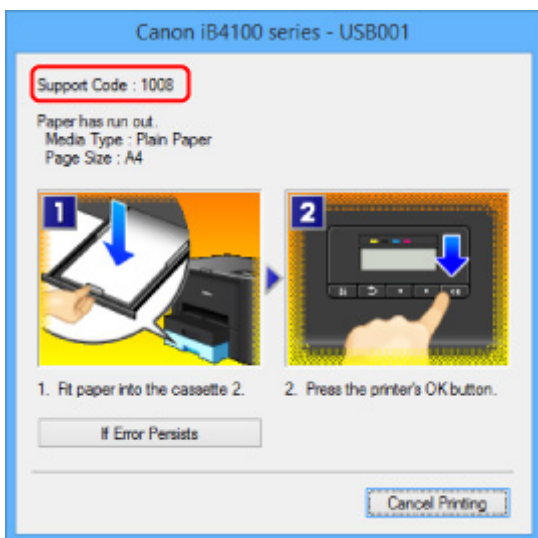 Canon iB4100 series - USB001
Support Code : 1008
Paper has run out.
Media Type : Plain Paper
Page Size : A4
1
2
1. Fit paper into the cassette 2.
2. Press the printer's OK button.
If Error Persists
Cancel Printing